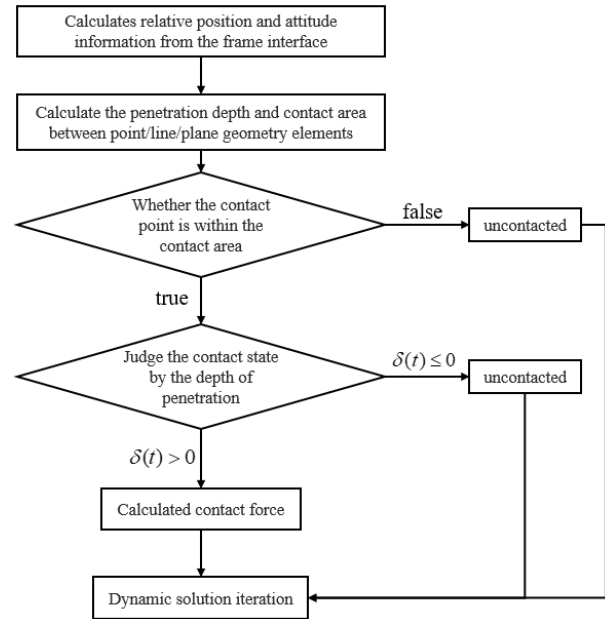 Calculates relative position and attitude
information from the frame interface
Calculate the penetration depth and contact area
between point/line/plane geometry elements
Whether the contact
point is within the
contact area
false
uncontacted
true
Judge the contact state
by the depth of
penetration
δ(t) ≤ 0
uncontacted
δ(t) > 0
Calculated contact force
Dynamic solution iteration